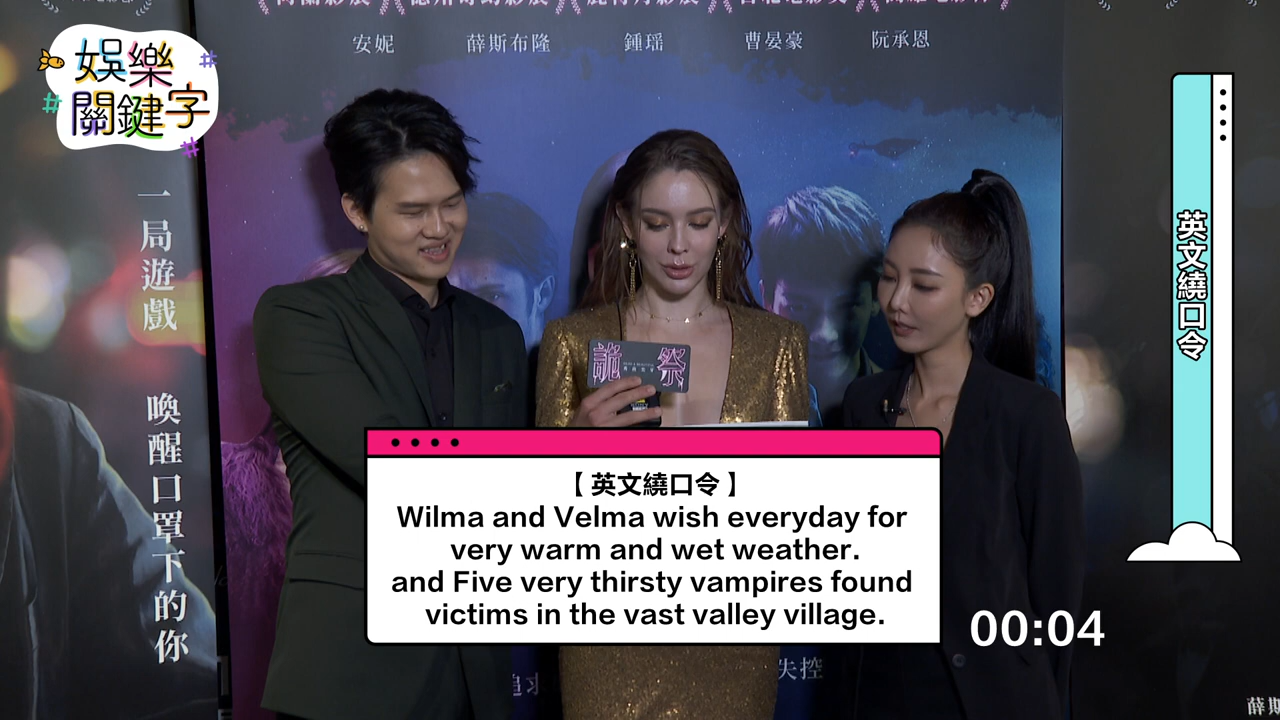 安妮 薛斯布隆 鍾瑶 曹晏豪 阮承恩
娛樂
關鍵字
一局遊戲 喚醒口罩下的你
英文繞口令
詭祭
【英文繞口令】
Wilma and Velma wish everyday for
very warm and wet weather.
and Five very thirsty vampires found
victims in the vast valley village.
00:04
失控